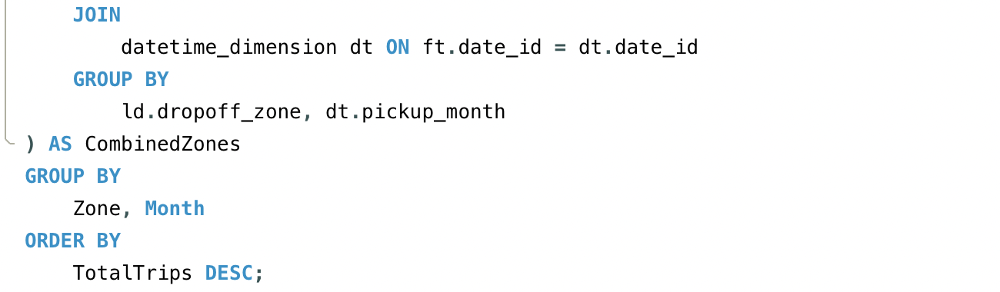 JOIN
datetime_dimension dt ON ft.date_id = dt.date_id
GROUP BY
ld.dropoff_zone, dt.pickup_month
) AS CombinedZones
GROUP BY
Zone, Month
ORDER BY
TotalTrips DESC;